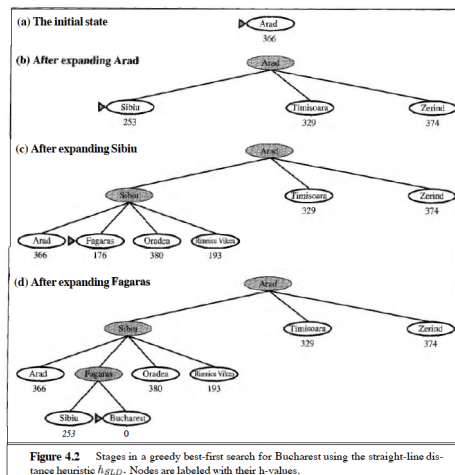 (a) The initial state
Arad
366
(b) After expanding Arad
Arad
Sibiu
Timisoara
Zerind
253
329
374
(c) After expanding Sibiu
Arad
Sibiu
Timisoara
Zerind
329
374
Arad
Fagaras
Oradea
Rimnicu Vilcea
366
176
380
193
(d) After expanding Fagaras
Arad
Sibiu
Timisoara
Zerind
329
374
Arad
Fagaras
Oradea
Rimnicu Vilcea
366
380
193
Sibiu
Bucharest
253
0
Figure 4.2 Stages in a greedy best-first search for Bucharest using the straight-line dis-
tance heuristic hSLD. Nodes are labeled with their h-values.